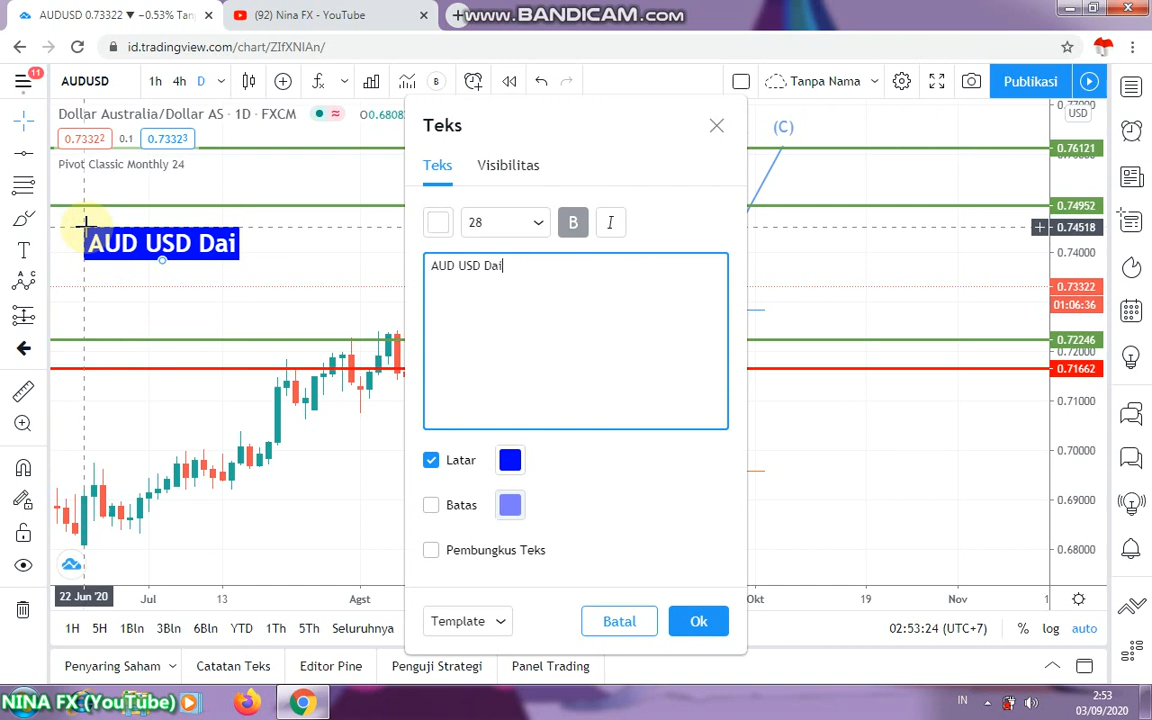 AUDUSD 0.73322 ▼ −0.53% Tan
(92) Nina FX - YouTube
www.BANDICAM.com
id.tradingview.com/chart/ZIfXNIAn/
11
AUDUSD
1h 4h D
B
Tanpa Nama
Publikasi
Dollar Australia/Dollar AS · 1D · FXCM
O0.6808
0.73322 0.1 0.73323
Pivot Classic Monthly 24
AUD USD Dai
Teks
Teks Visibilitas
28 B I
AUD USD Dai
Latar
Batas
Pembungkus Teks
Template Batal Ok
(C)
0.77000
USD
0.76121
0.74952
0.74518
0.74000
0.73322
01:06:36
0.72246
0.72000
0.71662
0.71000
0.70000
0.69000
0.68000
22 Jun '20 Jul 13 Agst Okt 19 Nov 1
1H 5H 1Bln 3Bln 6Bln YTD 1Th 5Th Seluruhnya 02:53:24 (UTC+7) % log auto
Penyaring Saham Catatan Teks Editor Pine Penguji Strategi Panel Trading
NINA FX (YouTube)
IN
2:53
03/09/2020